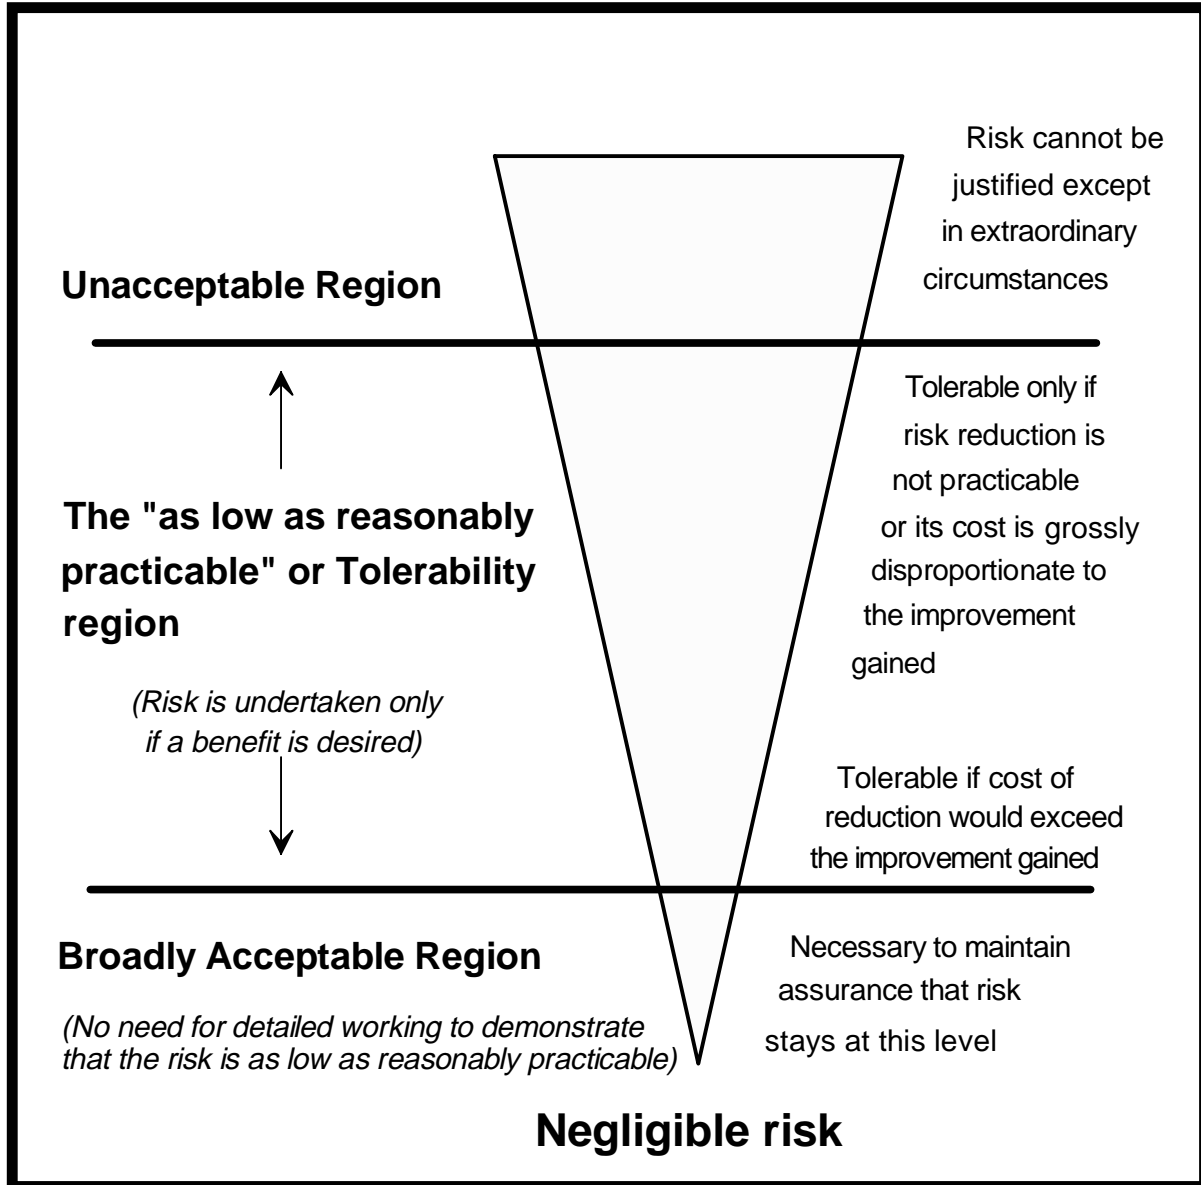 Risk cannot be
justified except
in extraordinary
circumstances
Unacceptable Region
Tolerable only if
risk reduction is
not practicable
or its cost is grossly
disproportionate to
the improvement
gained
The "as low as reasonably
practicable" or Tolerability
region
(Risk is undertaken only
if a benefit is desired)
Tolerable if cost of
reduction would exceed
the improvement gained
Broadly Acceptable Region
(No need for detailed working to demonstrate
that the risk is as low as reasonably practicable)
Necessary to maintain
assurance that risk
stays at this level
Negligible risk